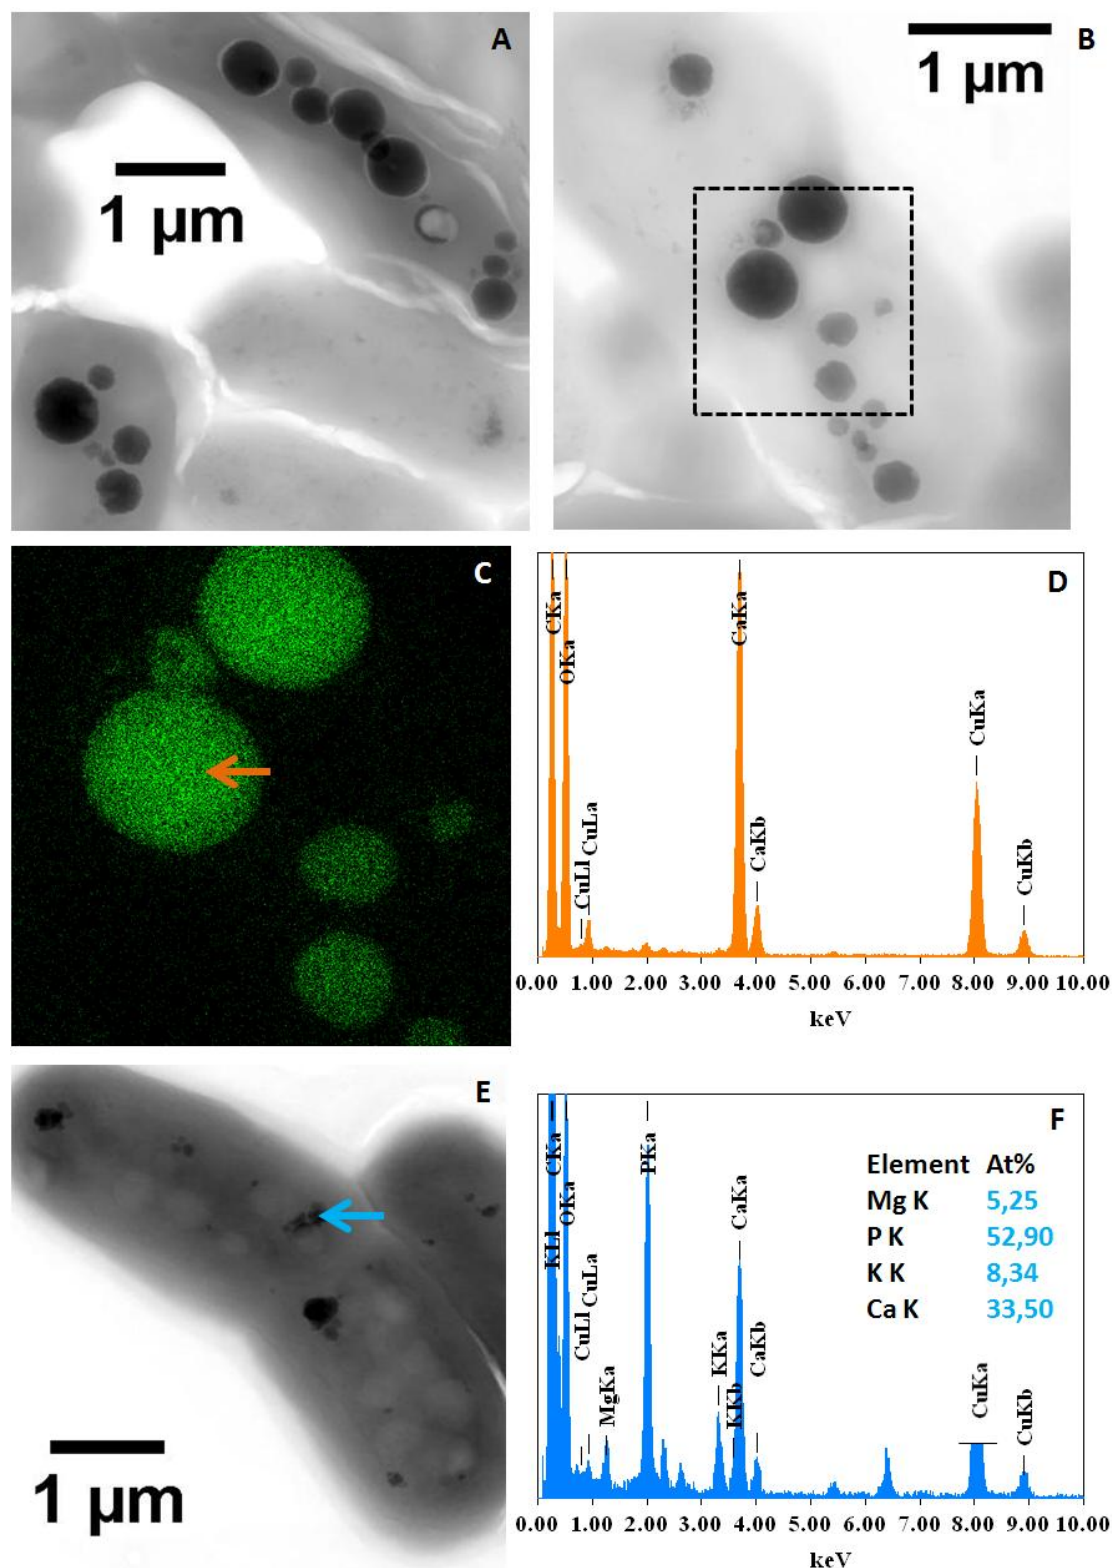 A
1 µm
B
1 µm
C
D
CKa
OKa
CuLl
CuLa
CaKa
CaKb
CuKa
CuKb
0.00 1.00 2.00 3.00 4.00 5.00 6.00 7.00 8.00 9.00 10.00
keV
E
1 µm
F
CKa
KLl
OKa
CuLl
CuLa
MgKa
PKa
KKa
KKb
CaKa
CaKb
CuKa
CuKb
Element At%
Mg K 5,25
P K 52,90
K K 8,34
Ca K 33,50
0.00 1.00 2.00 3.00 4.00 5.00 6.00 7.00 8.00 9.00 10.00
keV